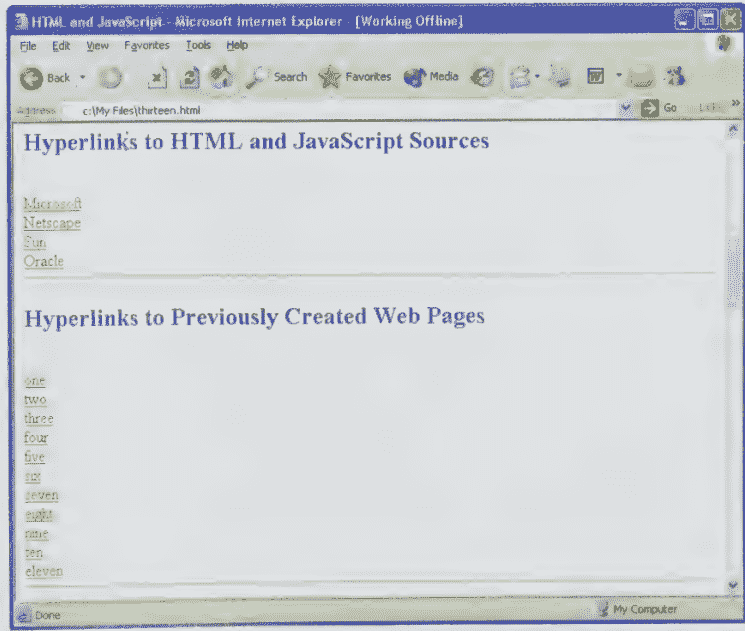 HTML and JavaScript - Microsoft Internet Explorer - [Working Offline]
File Edit View Favorites Tools Help
Back Search Favorites Media
Address c:\My Files\thirteen.html Go Links »
Hyperlinks to HTML and JavaScript Sources
Microsoft
Netscape
Sun
Oracle
Hyperlinks to Previously Created Web Pages
one
two
three
four
five
six
seven
eight
nine
ten
eleven
Done My Computer